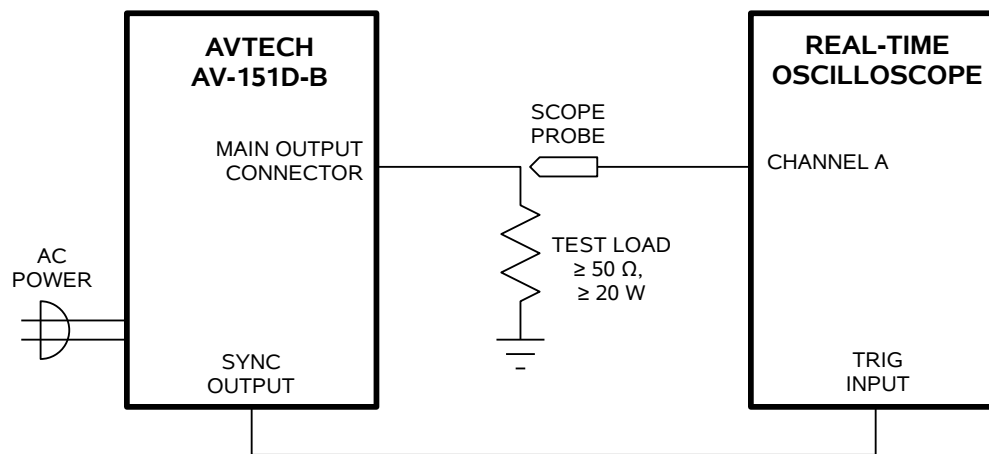 AVTECH
AV-151D-B
REAL-TIME
OSCILLOSCOPE
SCOPE
PROBE
MAIN OUTPUT
CONNECTOR
CHANNEL A
TEST LOAD
≥ 50 Ω,
≥ 20 W
AC
POWER
SYNC
OUTPUT
TRIG
INPUT